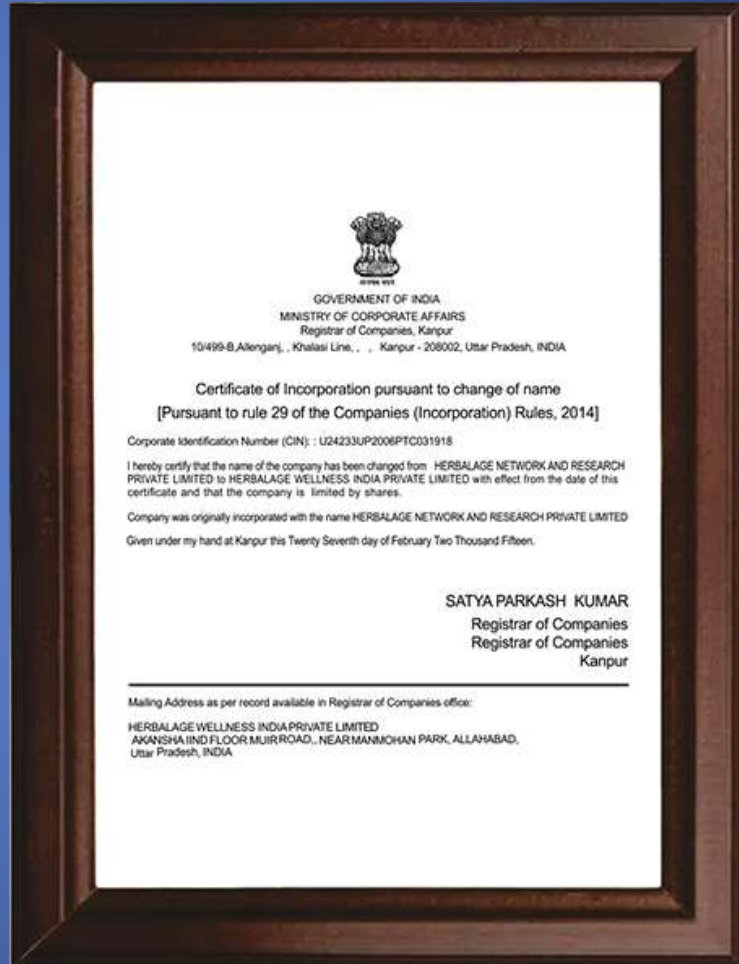 सत्यमेव जयते
GOVERNMENT OF INDIA
MINISTRY OF CORPORATE AFFAIRS
Registrar of Companies, Kanpur
10/499-B,Allenganj, , Khalasi Line, , , Kanpur - 208002, Uttar Pradesh, INDIA
Certificate of Incorporation pursuant to change of name
[Pursuant to rule 29 of the Companies (Incorporation) Rules, 2014]
Corporate Identification Number (CIN): : U24233UP2006PTC031918
I hereby certify that the name of the company has been changed from HERBALAGE NETWORK AND RESEARCH
PRIVATE LIMITED to HERBALAGE WELLNESS INDIA PRIVATE LIMITED with effect from the date of this
certificate and that the company is limited by shares.
Company was originally incorporated with the name HERBALAGE NETWORK AND RESEARCH PRIVATE LIMITED
Given under my hand at Kanpur this Twenty Seventh day of February Two Thousand Fifteen.
SATYA PARKASH KUMAR
Registrar of Companies
Registrar of Companies
Kanpur
Mailing Address as per record available in Registrar of Companies office:
HERBALAGE WELLNESS INDIA PRIVATE LIMITED
AKANSHA IIND FLOOR MUIR ROAD,, NEAR MANMOHAN PARK, ALLAHABAD,
Uttar Pradesh, INDIA